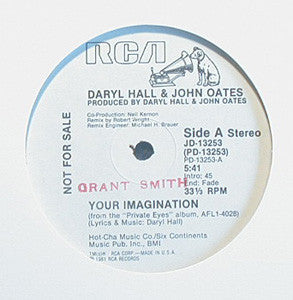 RCA
DARYL HALL & JOHN OATES
PRODUCED BY DARYL HALL & JOHN OATES
Co-Production: Neil Kernon
Remix by Robert Wright
Remix Engineer: Michael H. Brauer
NOT FOR SALE
Side A Stereo
JD-13253
(PD-13253)
PD-13253-A
5:41
Intro: 45
End: Fade
33⅓ RPM
GRANT SMITH
YOUR IMAGINATION
(from the "Private Eyes" album, AFL1-4028)
(Lyrics & Music: Daryl Hall)
Hot-Cha Music Co./Six Continents
Music Pub. Inc., BMI
RCA CORP.—MADE IN U.S.A.
1981 RCA RECORDS